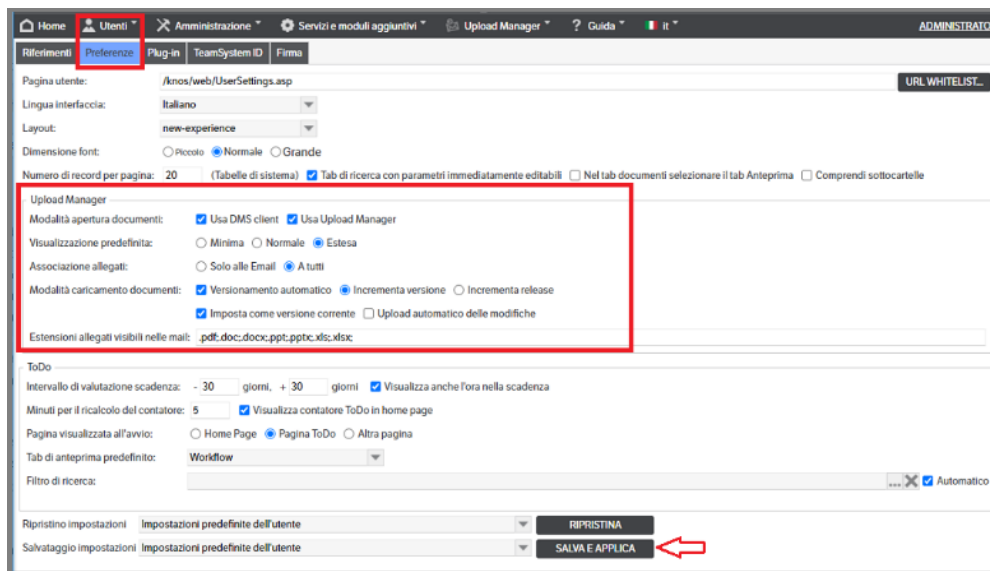 Home Utenti Amministrazione Servizi e moduli aggiuntivi Upload Manager ? Guida it ADMINISTRATO
Riferimenti Preferenze Plug-in TeamSystem ID Firma
Pagina utente: /knos/web/UserSettings.asp URL WHITELIST...
Lingua interfaccia: Italiano
Layout: new-experience
Dimensione font: Piccolo Normale Grande
Numero di record per pagina: 20 (Tabelle di sistema) Tab di ricerca con parametri immediatamente editabili Nel tab documenti selezionare il tab Anteprima Comprendi sottocartelle
Upload Manager
Modalità apertura documenti: Usa DMS client Usa Upload Manager
Visualizzazione predefinita: Minima Normale Estesa
Associazione allegati: Solo alle Email A tutti
Modalità caricamento documenti: Versionamento automatico Incrementa versione Incrementa release
Imposta come versione corrente Upload automatico delle modifiche
Estensioni allegati visibili nelle mail: .pdf;.doc;.docx;.ppt;.pptx;.xls;.xlsx;
ToDo
Intervallo di valutazione scadenza: - 30 giorni, + 30 giorni Visualizza anche l'ora nella scadenza
Minuti per il ricalcolo del contatore: 5 Visualizza contatore ToDo in home page
Pagina visualizzata all'avvio: Home Page Pagina ToDo Altra pagina
Tab di anteprima predefinito: Workflow
Filtro di ricerca: ... Automatico
Ripristino impostazioni Impostazioni predefinite dell'utente RIPRISTINA
Salvataggio impostazioni Impostazioni predefinite dell'utente SALVA E APPLICA